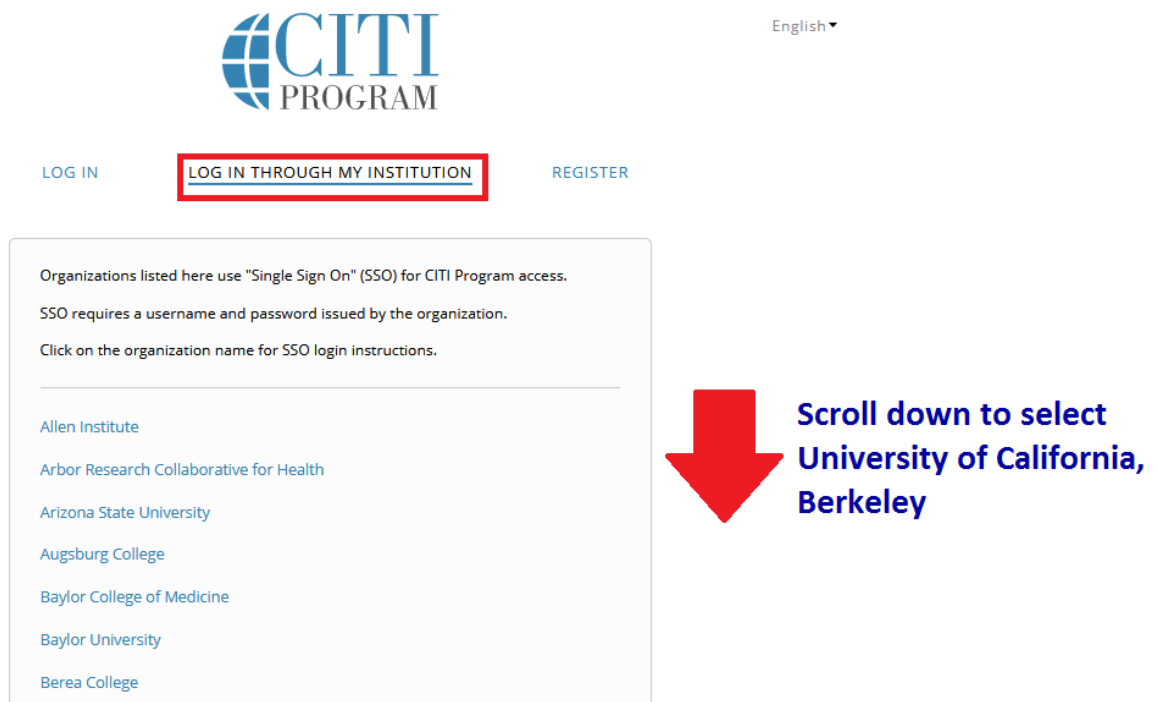 CITI
PROGRAM
English
LOG IN
LOG IN THROUGH MY INSTITUTION
REGISTER
Organizations listed here use "Single Sign On" (SSO) for CITI Program access.
SSO requires a username and password issued by the organization.
Click on the organization name for SSO login instructions.
Allen Institute
Arbor Research Collaborative for Health
Arizona State University
Augsburg College
Baylor College of Medicine
Baylor University
Berea College
Scroll down to select
University of California,
Berkeley